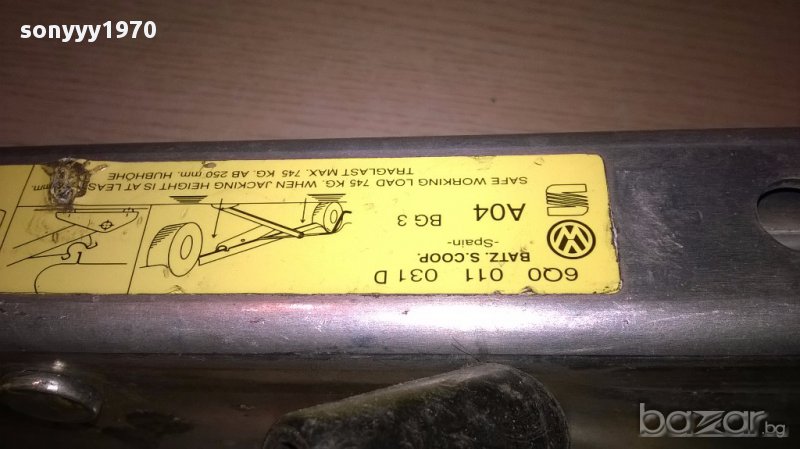 sonyyy1970
6Q0 011 031 D
BATZ. S. COOP.
-Spain-
A04 BG 3
SAFE WORKING LOAD 745 KG. WHEN JACKING HEIGHT IS AT LEAS
TRAGLAST MAX. 745 KG. AB 250 mm. HUBHÖHE
mm.
bazar.bg